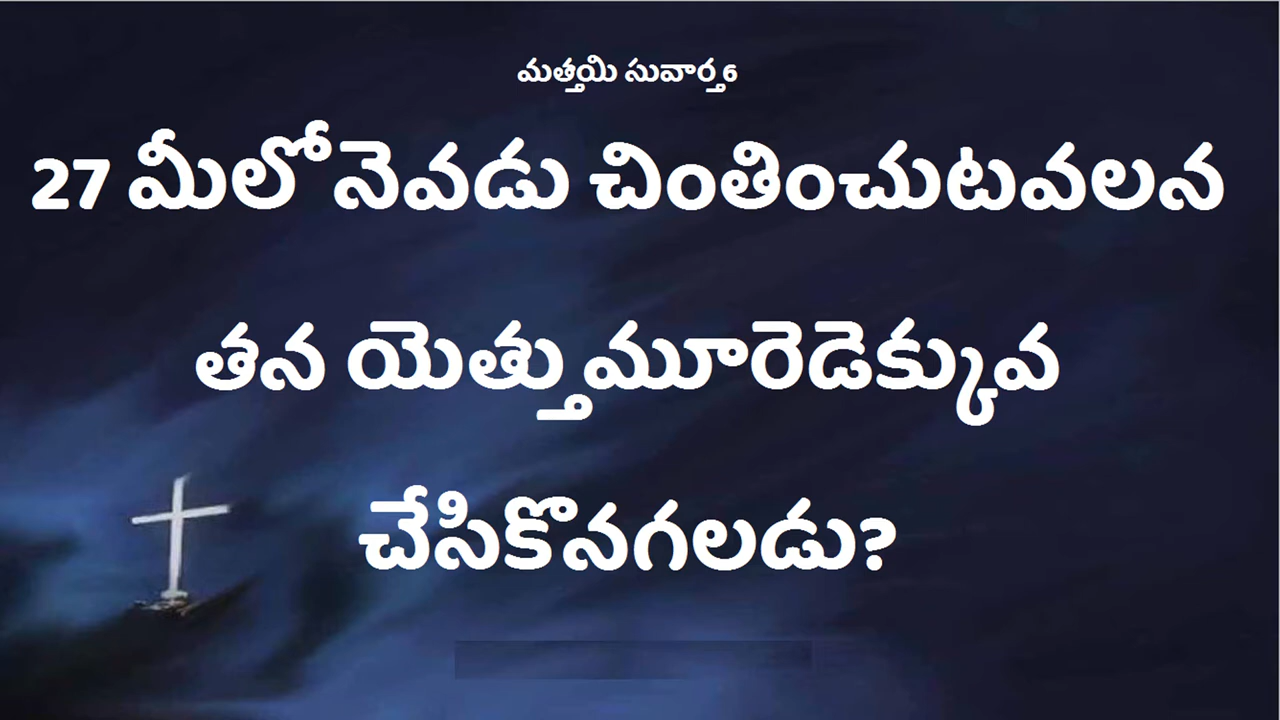 మత్తయి సువార్త 6
27 మీలో నెవడు చింతించుటవలన
తన యెత్తు మూరెడెక్కువ
చేసికొనగలడు?